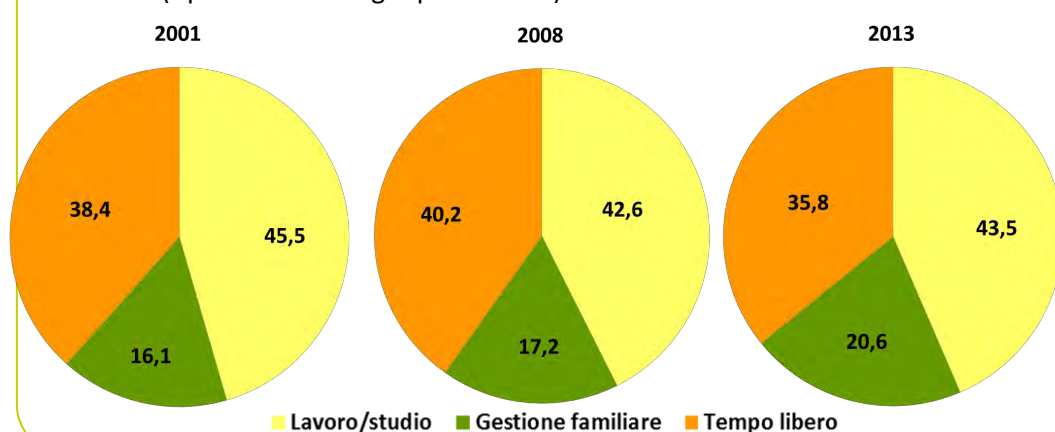 2001 2008 2013
38,4 45,5 16,1
40,2 42,6 17,2
35,8 43,5 20,6
Lavoro/studio Gestione familiare Tempo libero